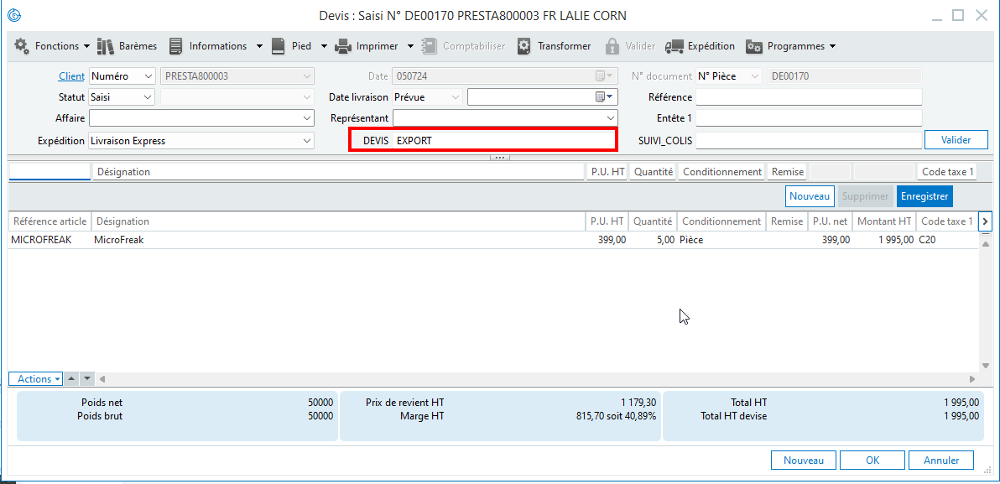 Devis : Saisi N° DE00170 PRESTA800003 FR LALIE CORN
Fonctions Barèmes Informations Pied Imprimer Comptabiliser Transformer Valider Expédition Programmes
Client Numéro PRESTA800003 Date 050724 N° document N° Pièce DE00170
Statut Saisi Date livraison Prévue Référence
Affaire Représentant Entête 1
Expédition Livraison Express DEVIS EXPORT SUIVI_COLIS Valider
Désignation P.U. HT Quantité Conditionnement Remise Code taxe 1
Nouveau Supprimer Enregistrer
Référence article Désignation P.U. HT Quantité Conditionnement Remise P.U. net Montant HT Code taxe 1
MICROFREAK MicroFreak 399,00 5,00 Pièce 399,00 1 995,00 C20
Actions
Poids net 50000 Prix de revient HT 1 179,30 Total HT 1 995,00
Poids brut 50000 Marge HT 815,70 soit 40,89% Total HT devise 1 995,00
Nouveau OK Annuler